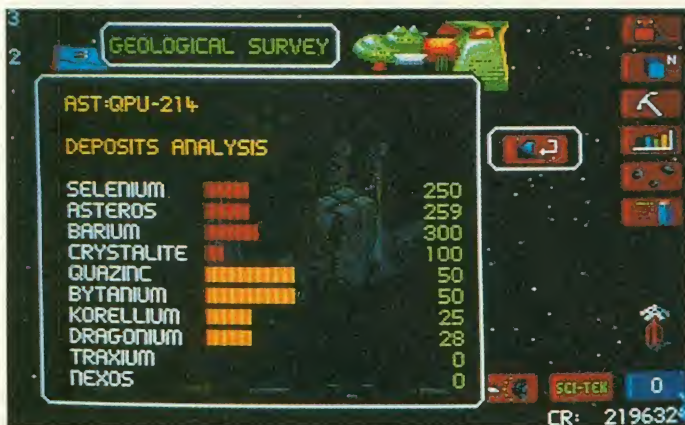 3
2
GEOLOGICAL SURVEY
N
AST:QPU-214
DEPOSITS ANALYSIS
SELENIUM 250
ASTEROS 259
BARIUM 300
CRYSTALITE 100
QUAZINC 50
BYTANIUM 50
KORELLIUM 25
DRAGONIUM 28
TRAXIUM 0
NEXOS 0
SCI-TEK 0
CR: 219632